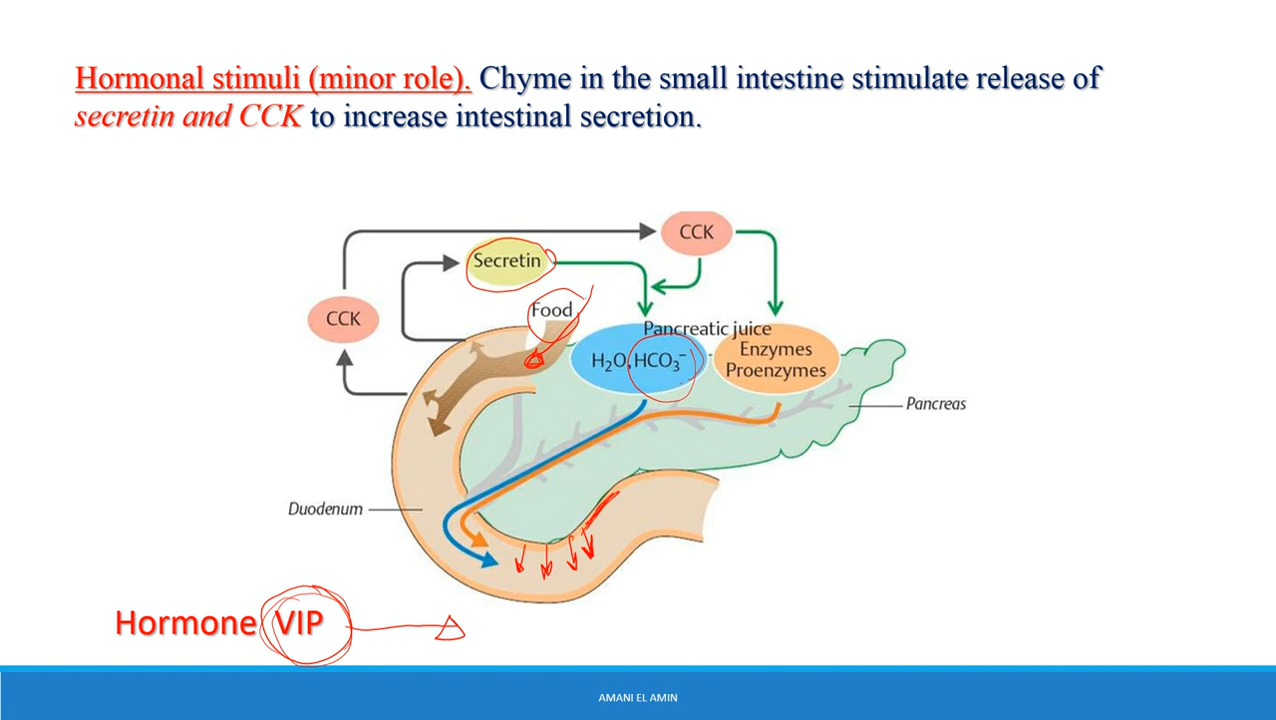 Hormonal stimuli (minor role). Chyme in the small intestine stimulate release of
secretin and CCK to increase intestinal secretion.
CCK
Secretin
Food
CCK
Pancreatic juice
H₂O, HCO₃⁻
Enzymes
Proenzymes
Pancreas
Duodenum
Hormone VIP
AMANI EL AMIN